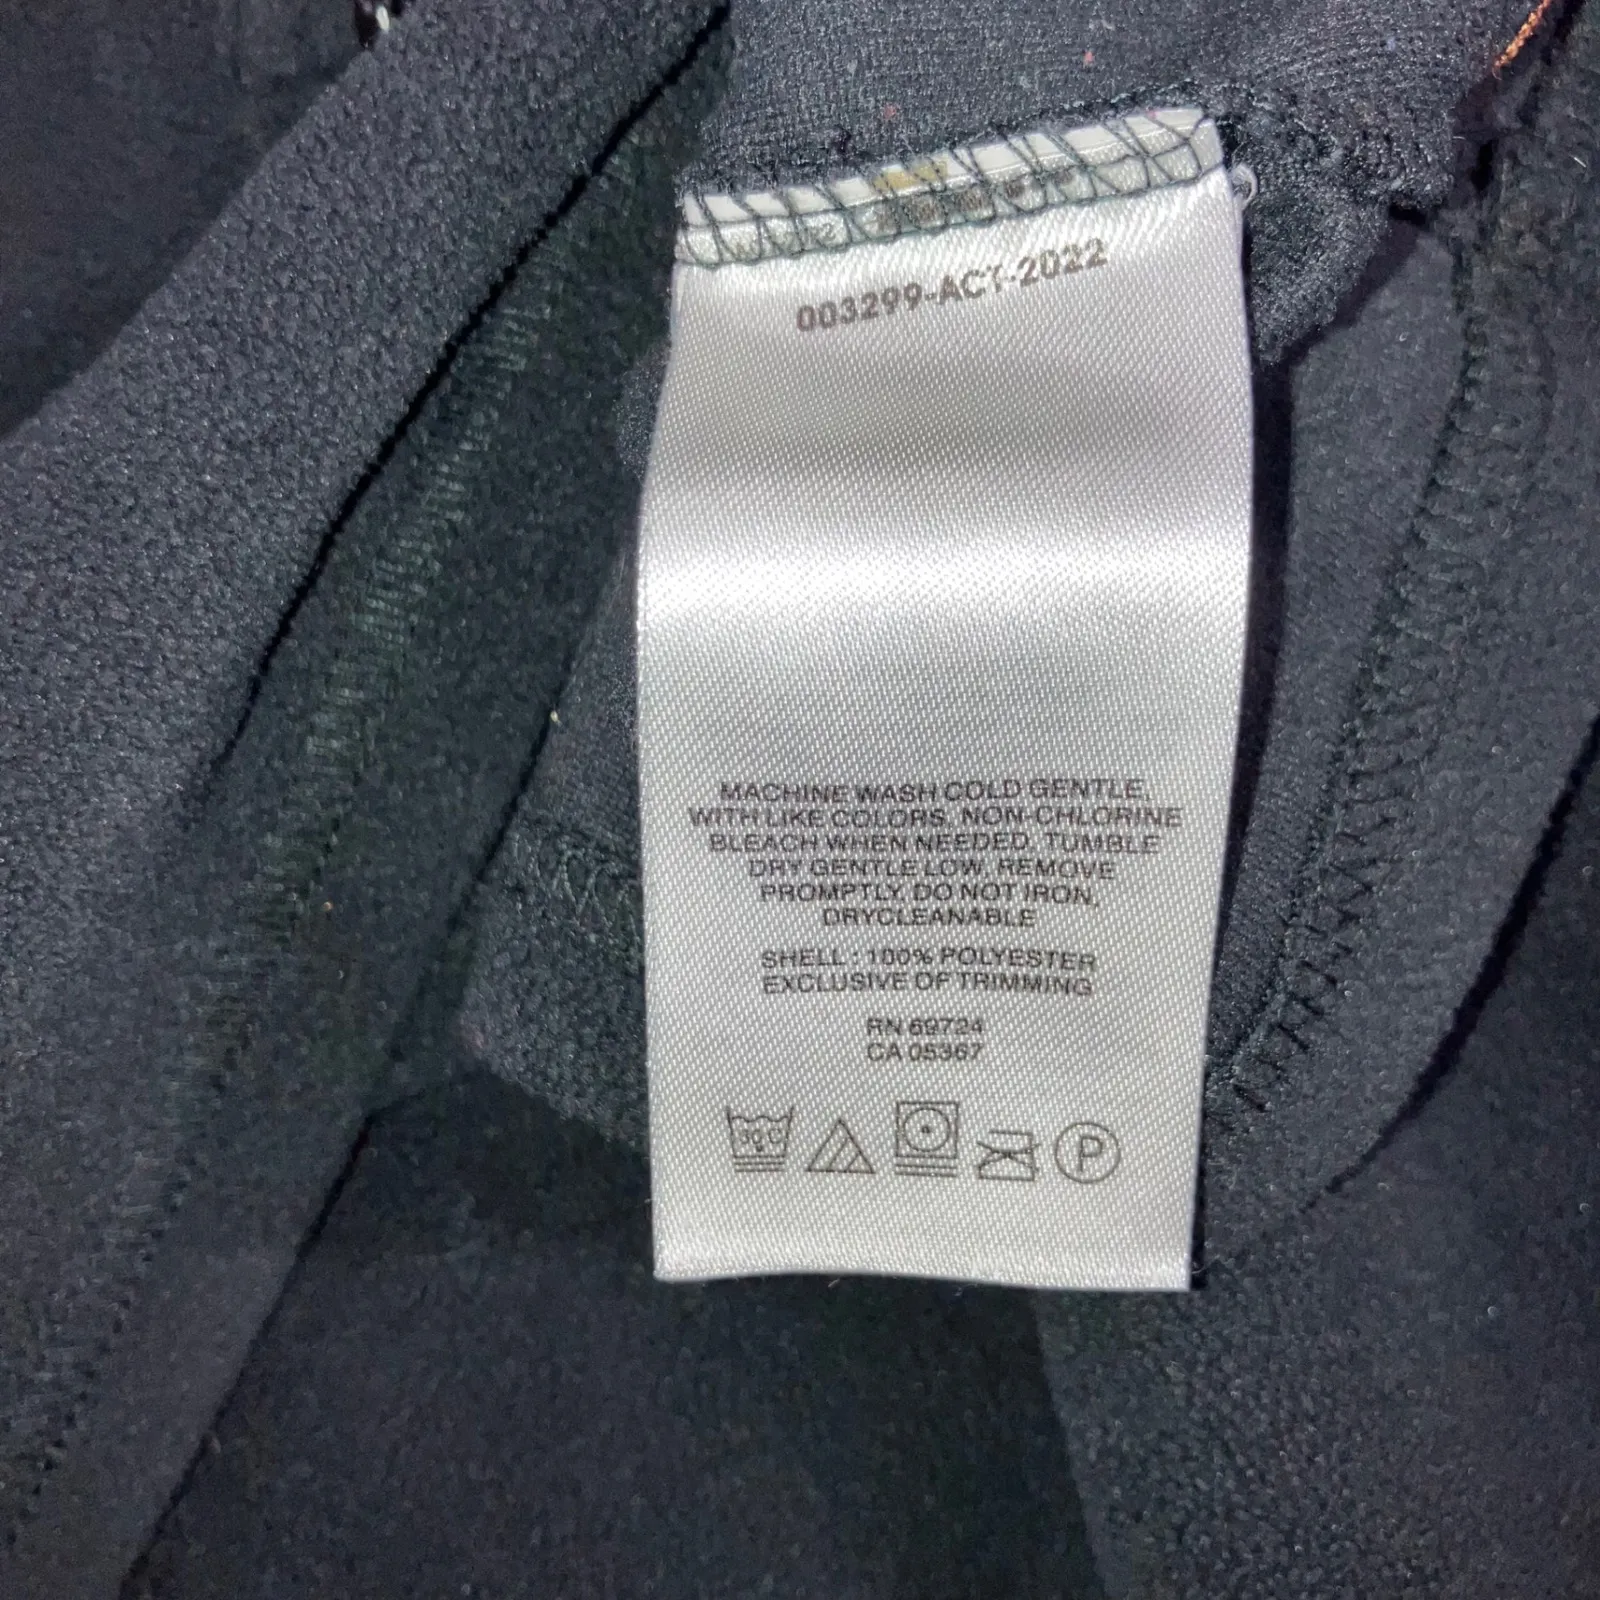 003299-ACT-2022
MACHINE WASH COLD GENTLE,
WITH LIKE COLORS, NON-CHLORINE
BLEACH WHEN NEEDED, TUMBLE
DRY GENTLE LOW, REMOVE
PROMPTLY, DO NOT IRON,
DRYCLEANABLE
SHELL : 100% POLYESTER
EXCLUSIVE OF TRIMMING
RN 69724
CA 05367
30°C
P